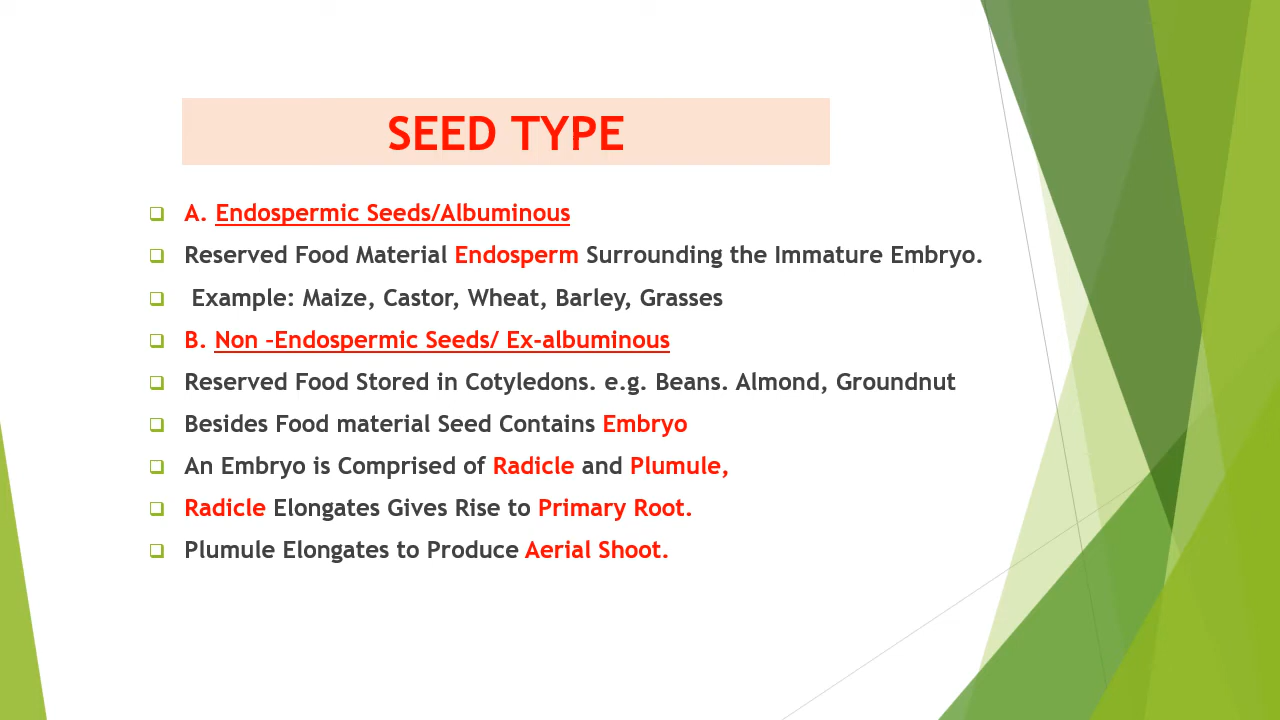 SEED TYPE
A. Endospermic Seeds/Albuminous
Reserved Food Material Endosperm Surrounding the Immature Embryo.
Example: Maize, Castor, Wheat, Barley, Grasses
B. Non -Endospermic Seeds/ Ex-albuminous
Reserved Food Stored in Cotyledons. e.g. Beans. Almond, Groundnut
Besides Food material Seed Contains Embryo
An Embryo is Comprised of Radicle and Plumule,
Radicle Elongates Gives Rise to Primary Root.
Plumule Elongates to Produce Aerial Shoot.